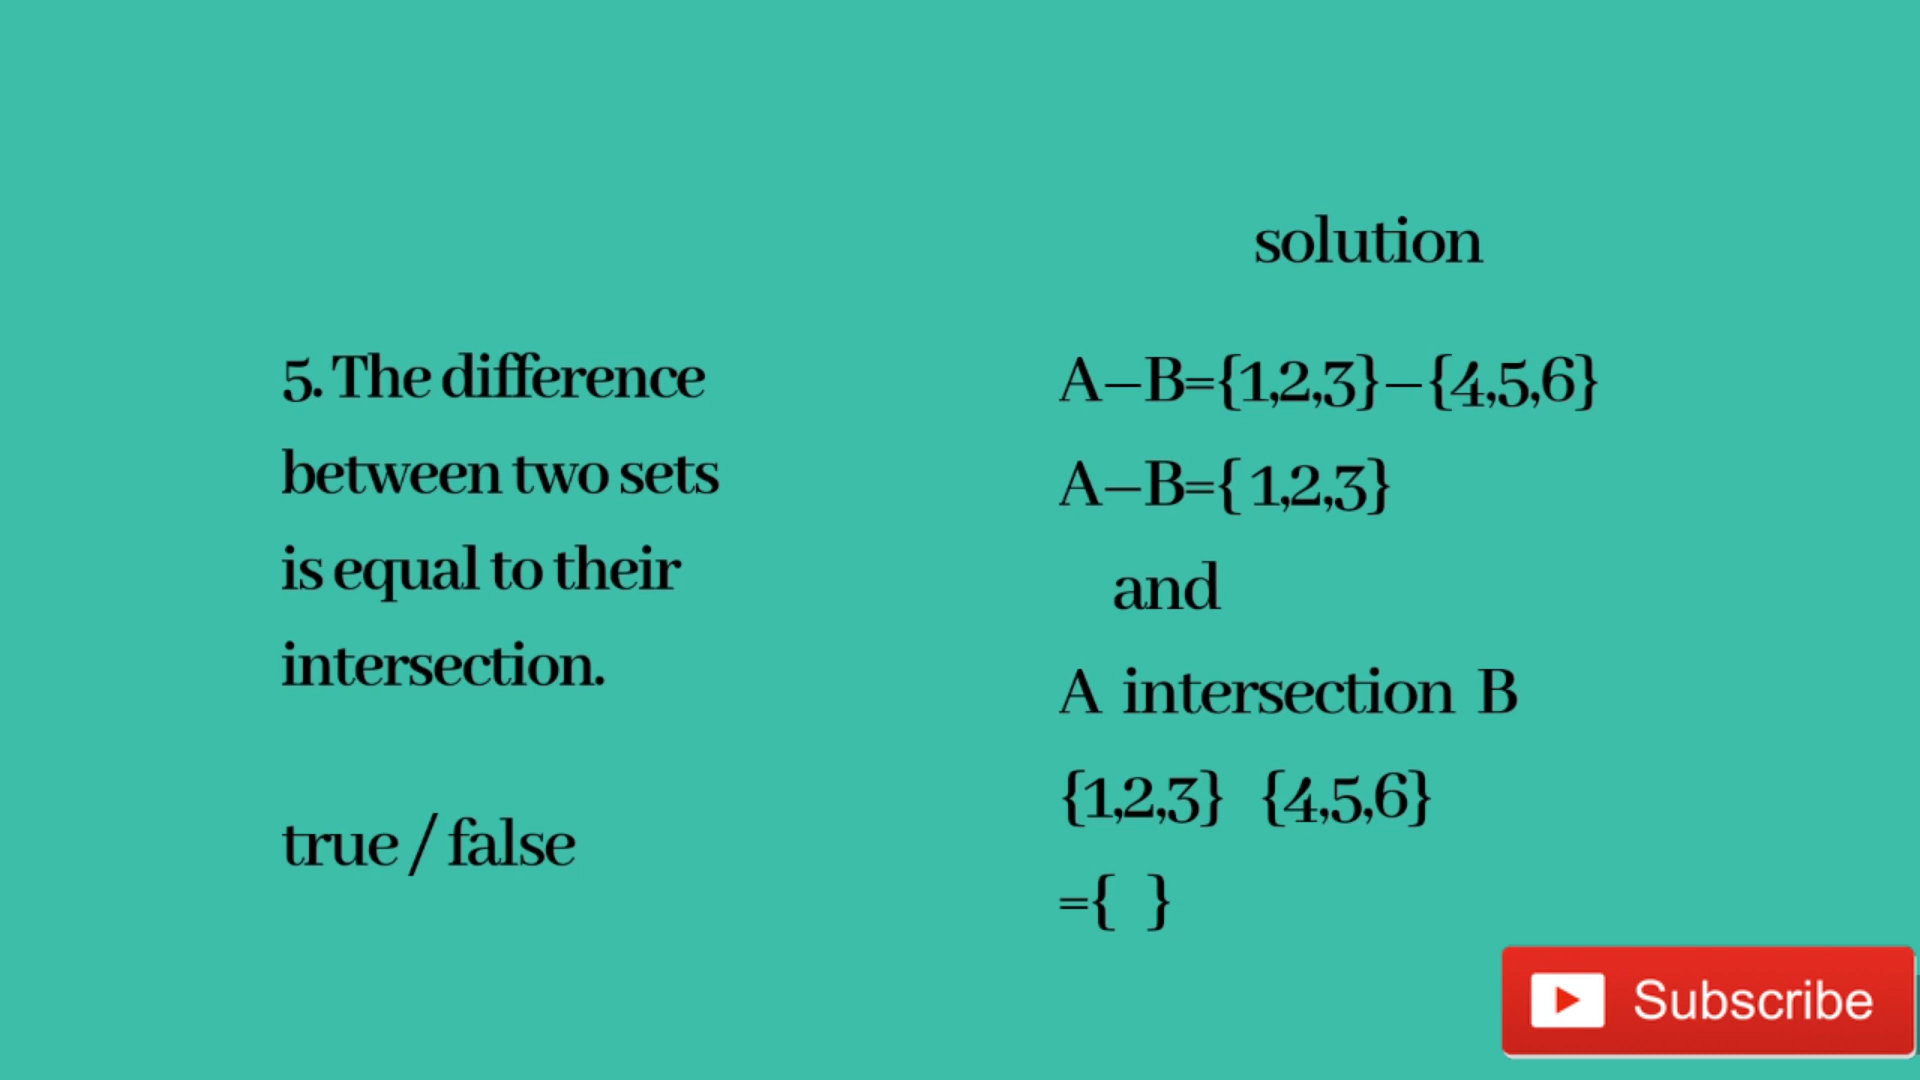 5. The difference
between two sets
is equal to their
intersection.
true / false
solution
A–B={1,2,3}–{4,5,6}
A–B={ 1,2,3}
and
A intersection B
{1,2,3} {4,5,6}
={ }
Subscribe